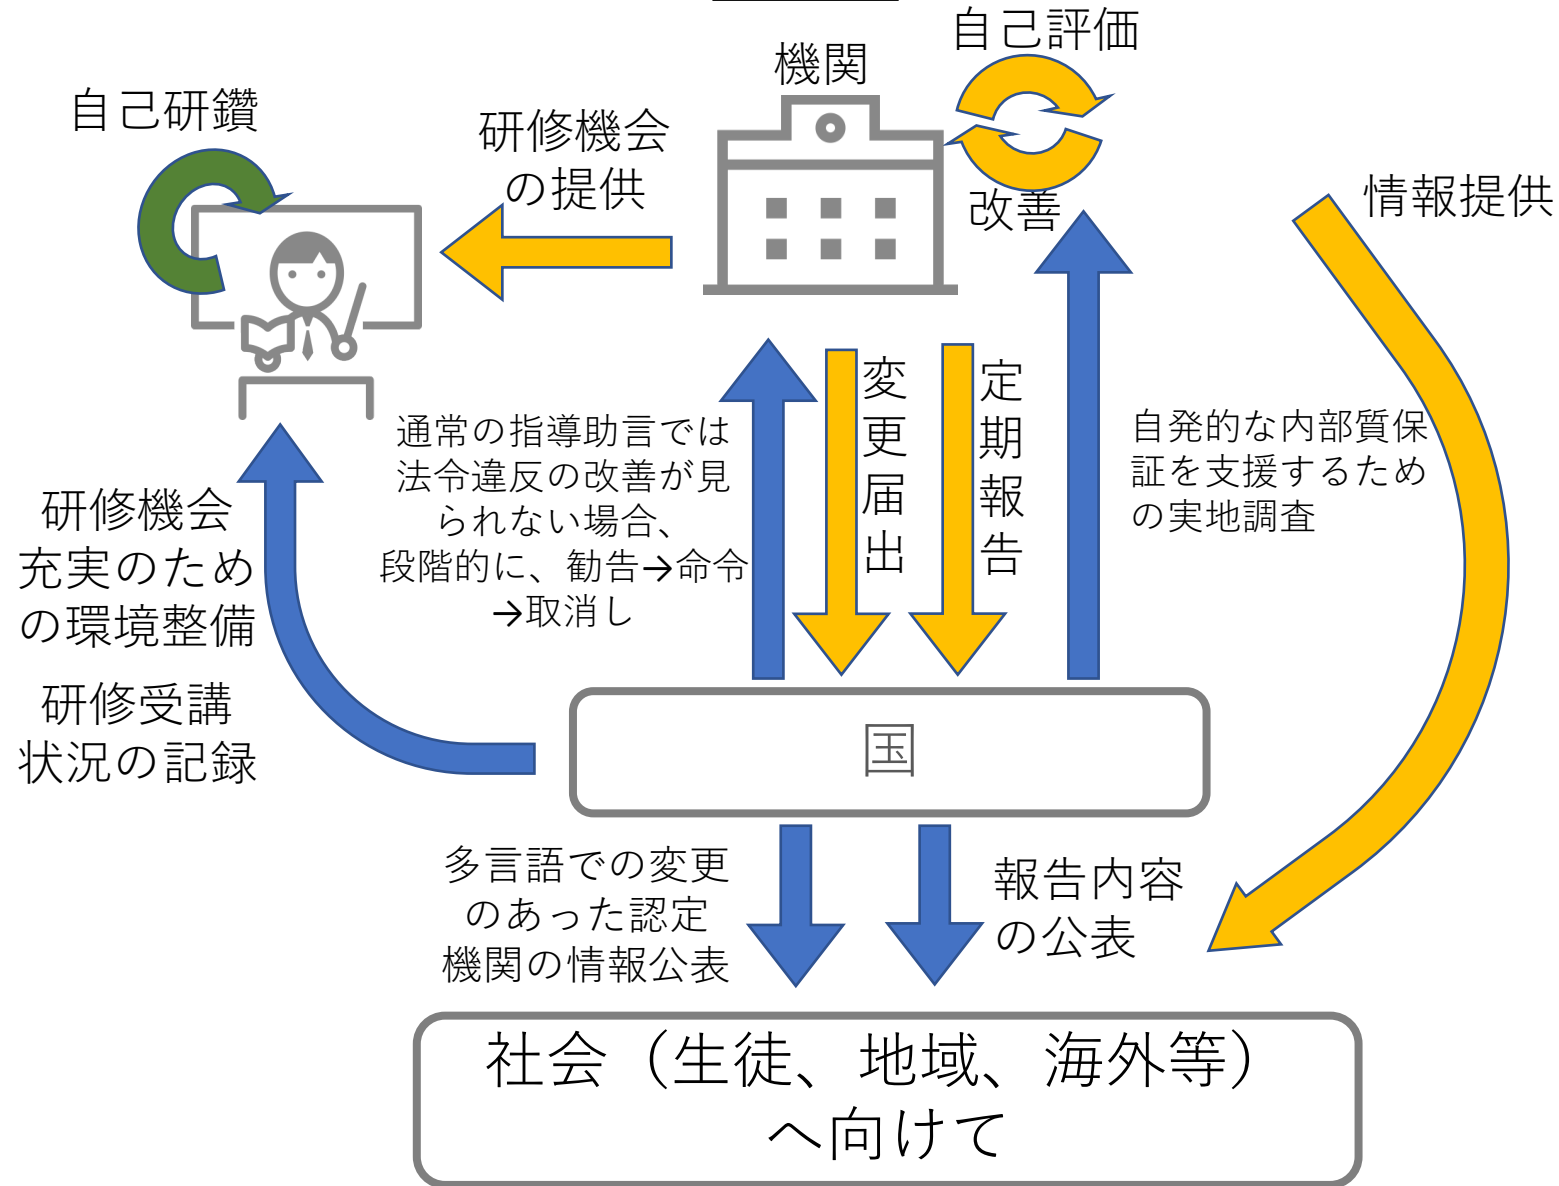 自己評価
機関
自己研鑽
研修機会
の提供
改善
情報提供
変更届出
定期報告
通常の指導助言では
法令違反の改善が見
られない場合、
段階的に、勧告→命令
→取消し
自発的な内部質保
証を支援するため
の実地調査
研修機会
充実のため
の環境整備
研修受講
状況の記録
国
多言語での変更
のあった認定
機関の情報公表
報告内容
の公表
社会（生徒、地域、海外等）
へ向けて